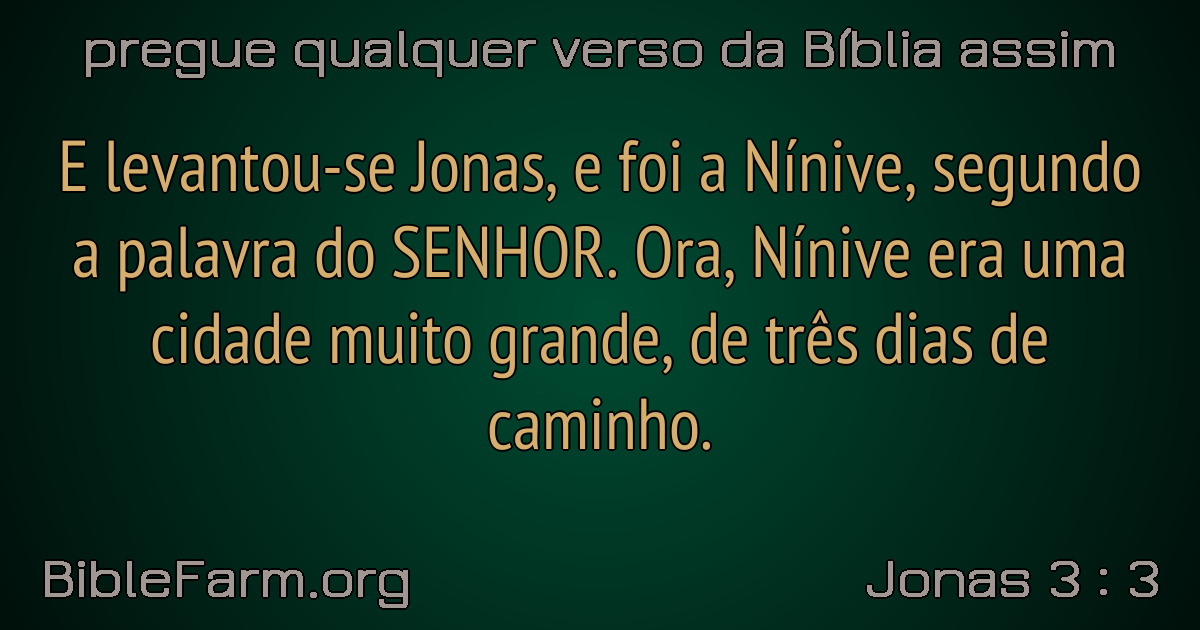 pregue qualquer verso da Bíblia assim
E levantou-se Jonas, e foi a Nínive, segundo
a palavra do SENHOR. Ora, Nínive era uma
cidade muito grande, de três dias de
caminho.
BibleFarm.org
Jonas 3 : 3